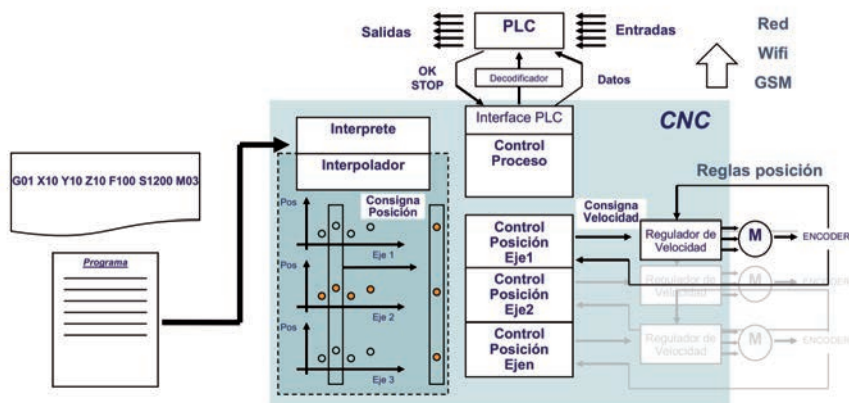 Salidas
PLC
Entradas
Red
Wifi
GSM
OK
STOP
Decodificador
Datos
Interface PLC
CNC
Control
Proceso
Interprete
Interpolador
G01 X10 Y10 Z10 F100 S1200 M03
Programa
Consigna
Posición
Pos
Eje 1
Pos
Eje 2
Pos
Eje 3
Reglas posición
Consigna
Velocidad
Control
Posición
Eje1
Regulador de
Velocidad
M
ENCODER
Control
Posición
Eje2
Regulador de
Velocidad
M
ENCODER
Control
Posición
Ejen
Regulador de
Velocidad
M
ENCODER